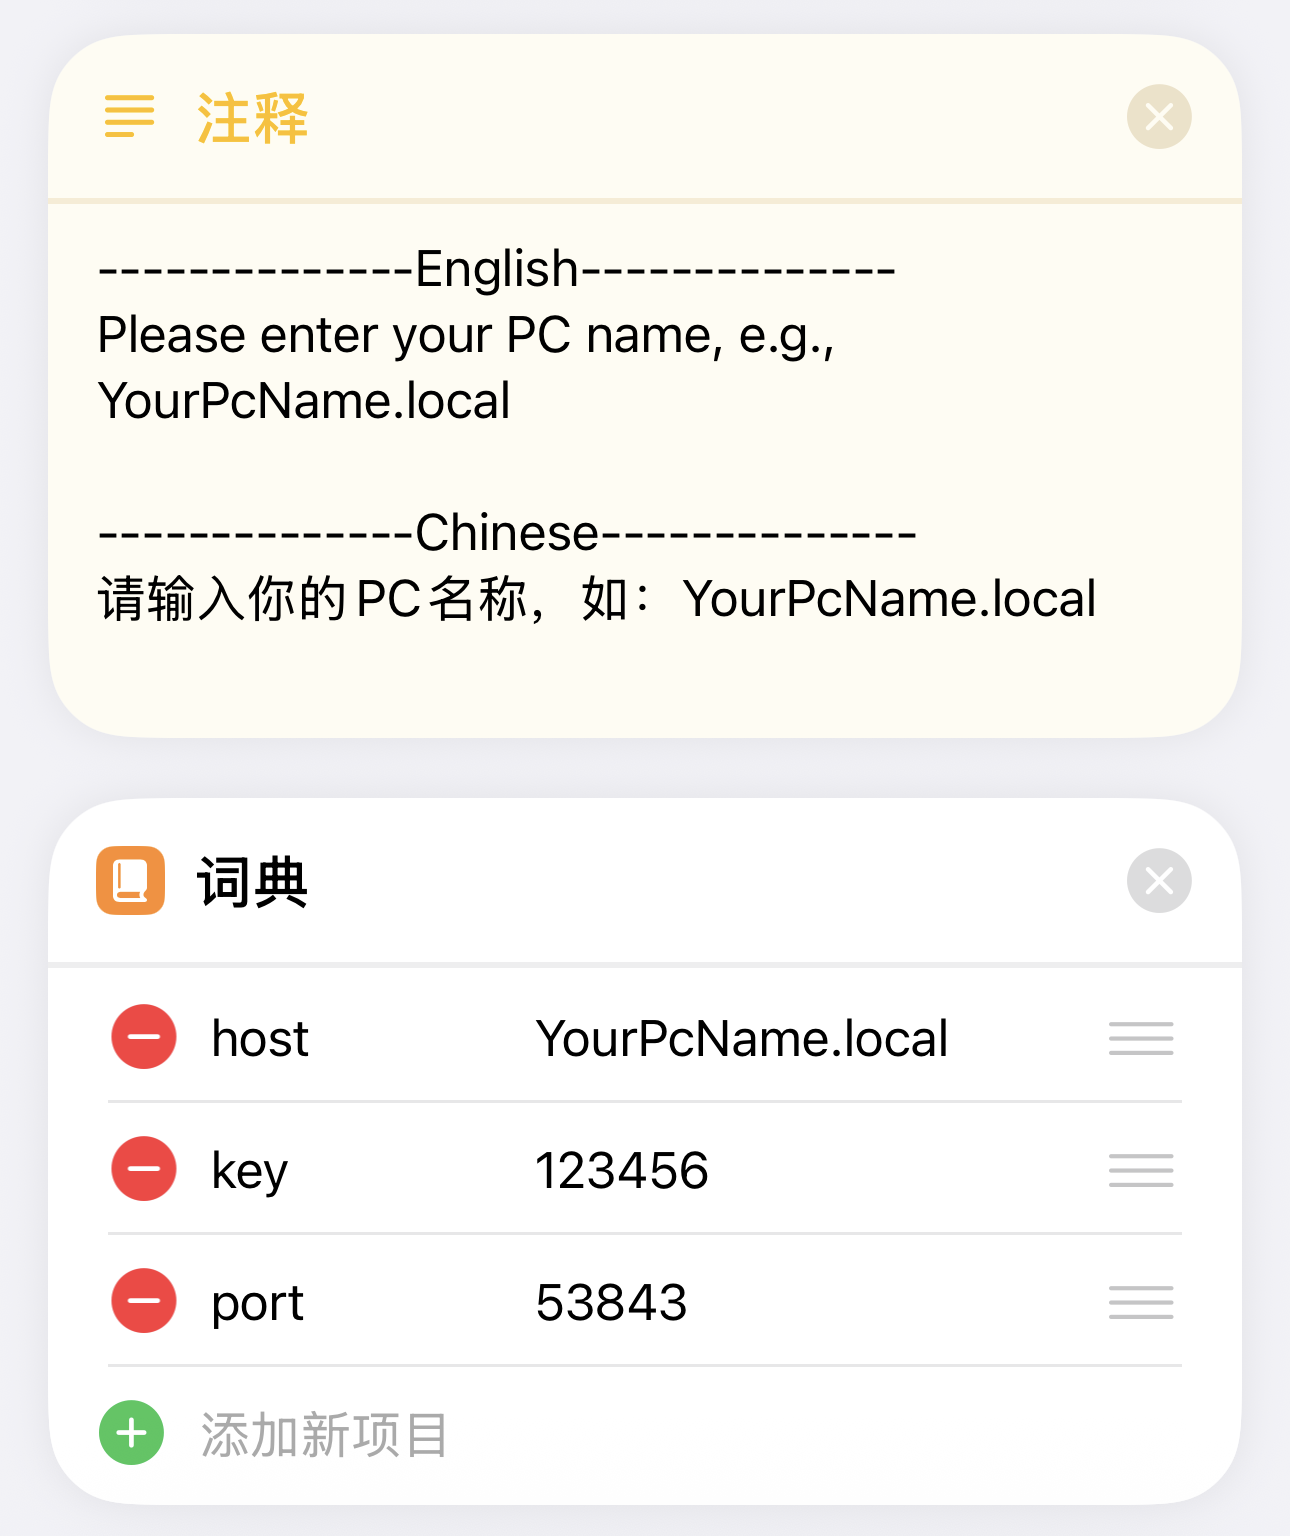 注释
--------------English--------------
Please enter your PC name, e.g.,
YourPcName.local
--------------Chinese--------------
请输入你的PC名称，如：YourPcName.local
词典
host YourPcName.local
key 123456
port 53843
添加新项目